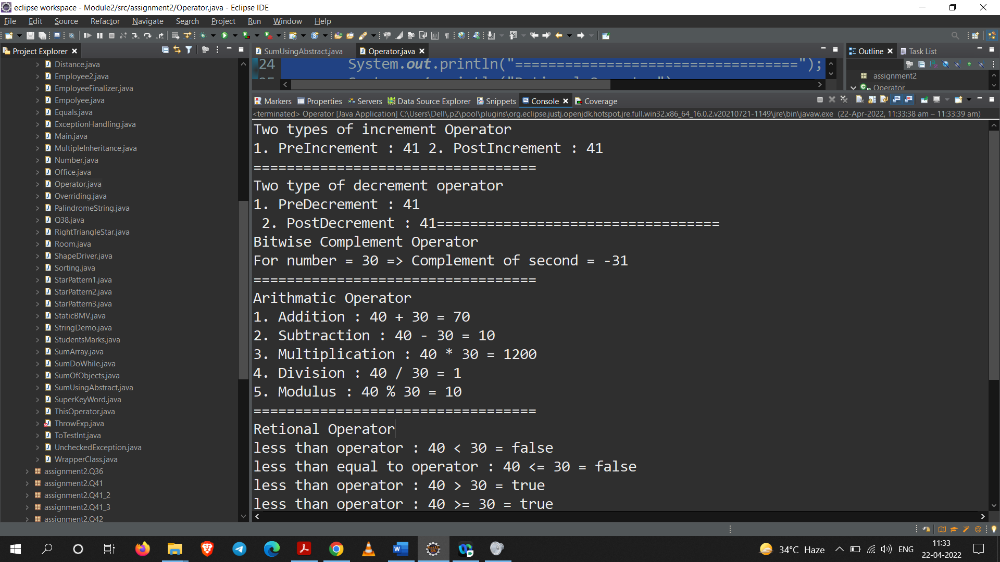 eclipse workspace - Module2/src/assignment2/Operator.java - Eclipse IDE
File Edit Source Refactor Navigate Search Project Run Window Help
Project Explorer
Distance.java
Employee2.java
EmployeeFinalizer.java
Empolyee.java
Equals.java
ExceptionHandling.java
Main.java
MultipleInheritance.java
Number.java
Office.java
Operator.java
Overriding.java
PalindromeString.java
Q38.java
RightTriangleStar.java
Room.java
ShapeDriver.java
Sorting.java
StarPattern1.java
StarPattern2.java
StarPattern3.java
StaticBMV.java
StringDemo.java
StudentsMarks.java
SumArray.java
SumDoWhile.java
SumOfObjects.java
SumUsingAbstract.java
SuperKeyWord.java
ThisOperator.java
ThrowExp.java
ToTestInt.java
UncheckedException.java
WrapperClass.java
assignment2.Q36
assignment2.Q41
assignment2.Q41_2
assignment2.Q41_3
assignment2.Q42
SumUsingAbstract.java Operator.java
24 System.out.println("==================================");
Outline Task List
assignment2
Operator
Markers Properties Servers Data Source Explorer Snippets Console Coverage
<terminated> Operator [Java Application] C:\Users\Dell\.p2\pool\plugins\org.eclipse.justj.openjdk.hotspot.jre.full.win32.x86_64_16.0.2.v20210721-1149\jre\bin\javaw.exe (22-Apr-2022, 11:33:38 am – 11:33:39 am)
Two types of increment Operator
1. PreIncrement : 41 2. PostIncrement : 41
==================================
Two type of decrement operator
1. PreDecrement : 41
2. PostDecrement : 41==================================
Bitwise Complement Operator
For number = 30 => Complement of second = -31
==================================
Arithmatic Operator
1. Addition : 40 + 30 = 70
2. Subtraction : 40 - 30 = 10
3. Multiplication : 40 * 30 = 1200
4. Division : 40 / 30 = 1
5. Modulus : 40 % 30 = 10
==================================
Retional Operator
less than operator : 40 < 30 = false
less than equal to operator : 40 <= 30 = false
less than operator : 40 > 30 = true
less than operator : 40 >= 30 = true
34°C Haze
ENG
11:33
22-04-2022